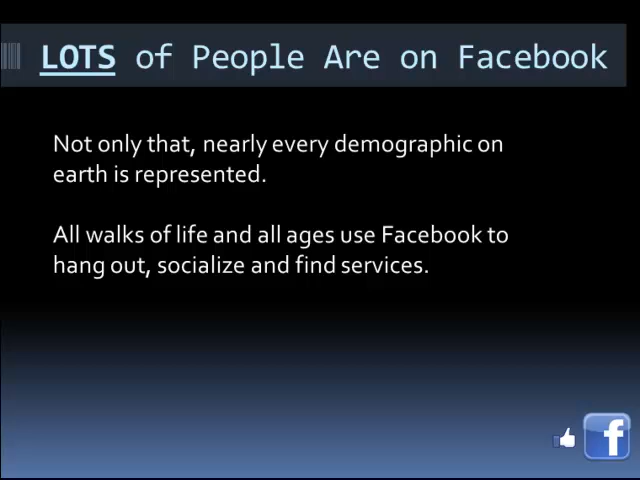 LOTS of People Are on Facebook
Not only that, nearly every demographic on
earth is represented.
All walks of life and all ages use Facebook to
hang out, socialize and find services.
f